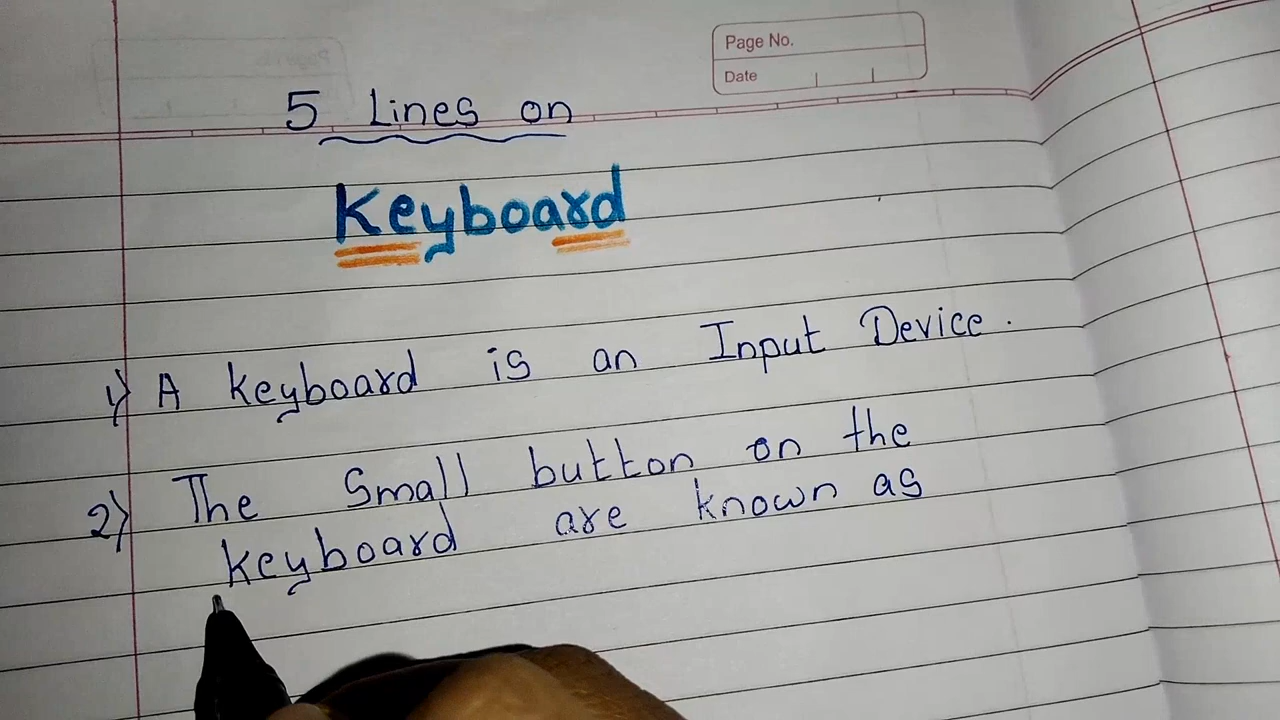 Page No.
Date
5 Lines on
Keyboard
1) A keyboard is an Input Device.
2) The Small button on the
keyboard are known as